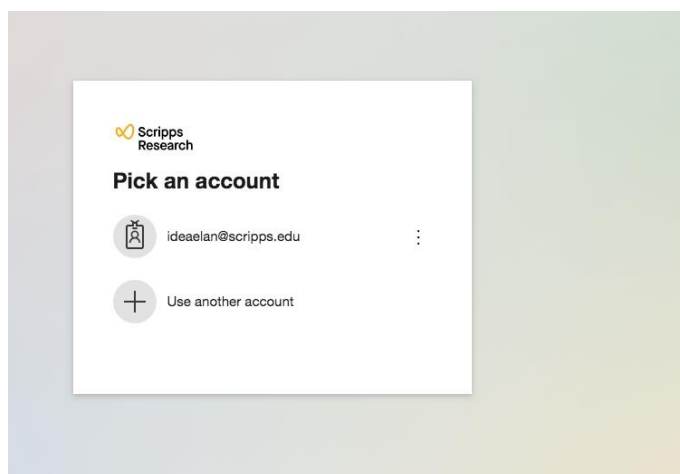 Scripps
Research
Pick an account
ideaelan@scripps.edu
Use another account